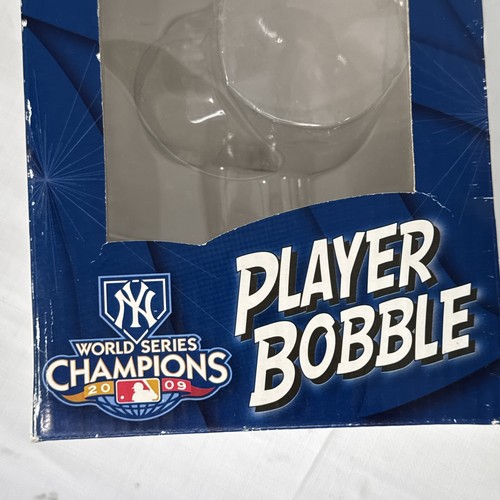 PLAYER
BOBBLE
NY
WORLD SERIES
CHAMPIONS
20 09